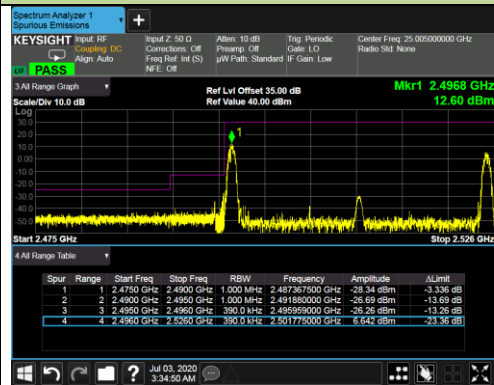 Spectrum Analyzer 1
Spurious Emissions
+
KEYSIGHT Input: RF Input Z: 50 Ω Atten: 10 dB Trig: Periodic Center Freq: 25.005000000 GHz
Coupling: DC Corrections: Off Preamp: Off Gate: LO Radio Std: None
Align: Auto Freq Ref: Int (S) µW Path: Standard IF Gain: Low
NFE: Off
PASS
3 All Range Graph Ref Lvl Offset 35.00 dB Mkr1 2.4968 GHz
Scale/Div 10.0 dB Ref Value 40.00 dBm 12.60 dBm
Log
30.0
20.0
10.0
0.00
-10.0
-20.0
-30.0
-40.0
-50.0
1
Start 2.475 GHz Stop 2.526 GHz
4 All Range Table
Spur Range Start Freq Stop Freq RBW Frequency Amplitude ΔLimit
1 1 2.4750 GHz 2.4900 GHz 1.000 MHz 2.487367500 GHz -28.34 dBm -3.336 dB
2 2 2.4900 GHz 2.4950 GHz 1.000 MHz 2.491880000 GHz -26.69 dBm -13.69 dB
3 3 2.4950 GHz 2.4960 GHz 390.0 kHz 2.495959000 GHz -26.26 dBm -13.26 dB
4 4 2.4960 GHz 2.5260 GHz 390.0 kHz 2.501775000 GHz 6.642 dBm -23.36 dB
? Jul 03, 2020
3:34:50 AM